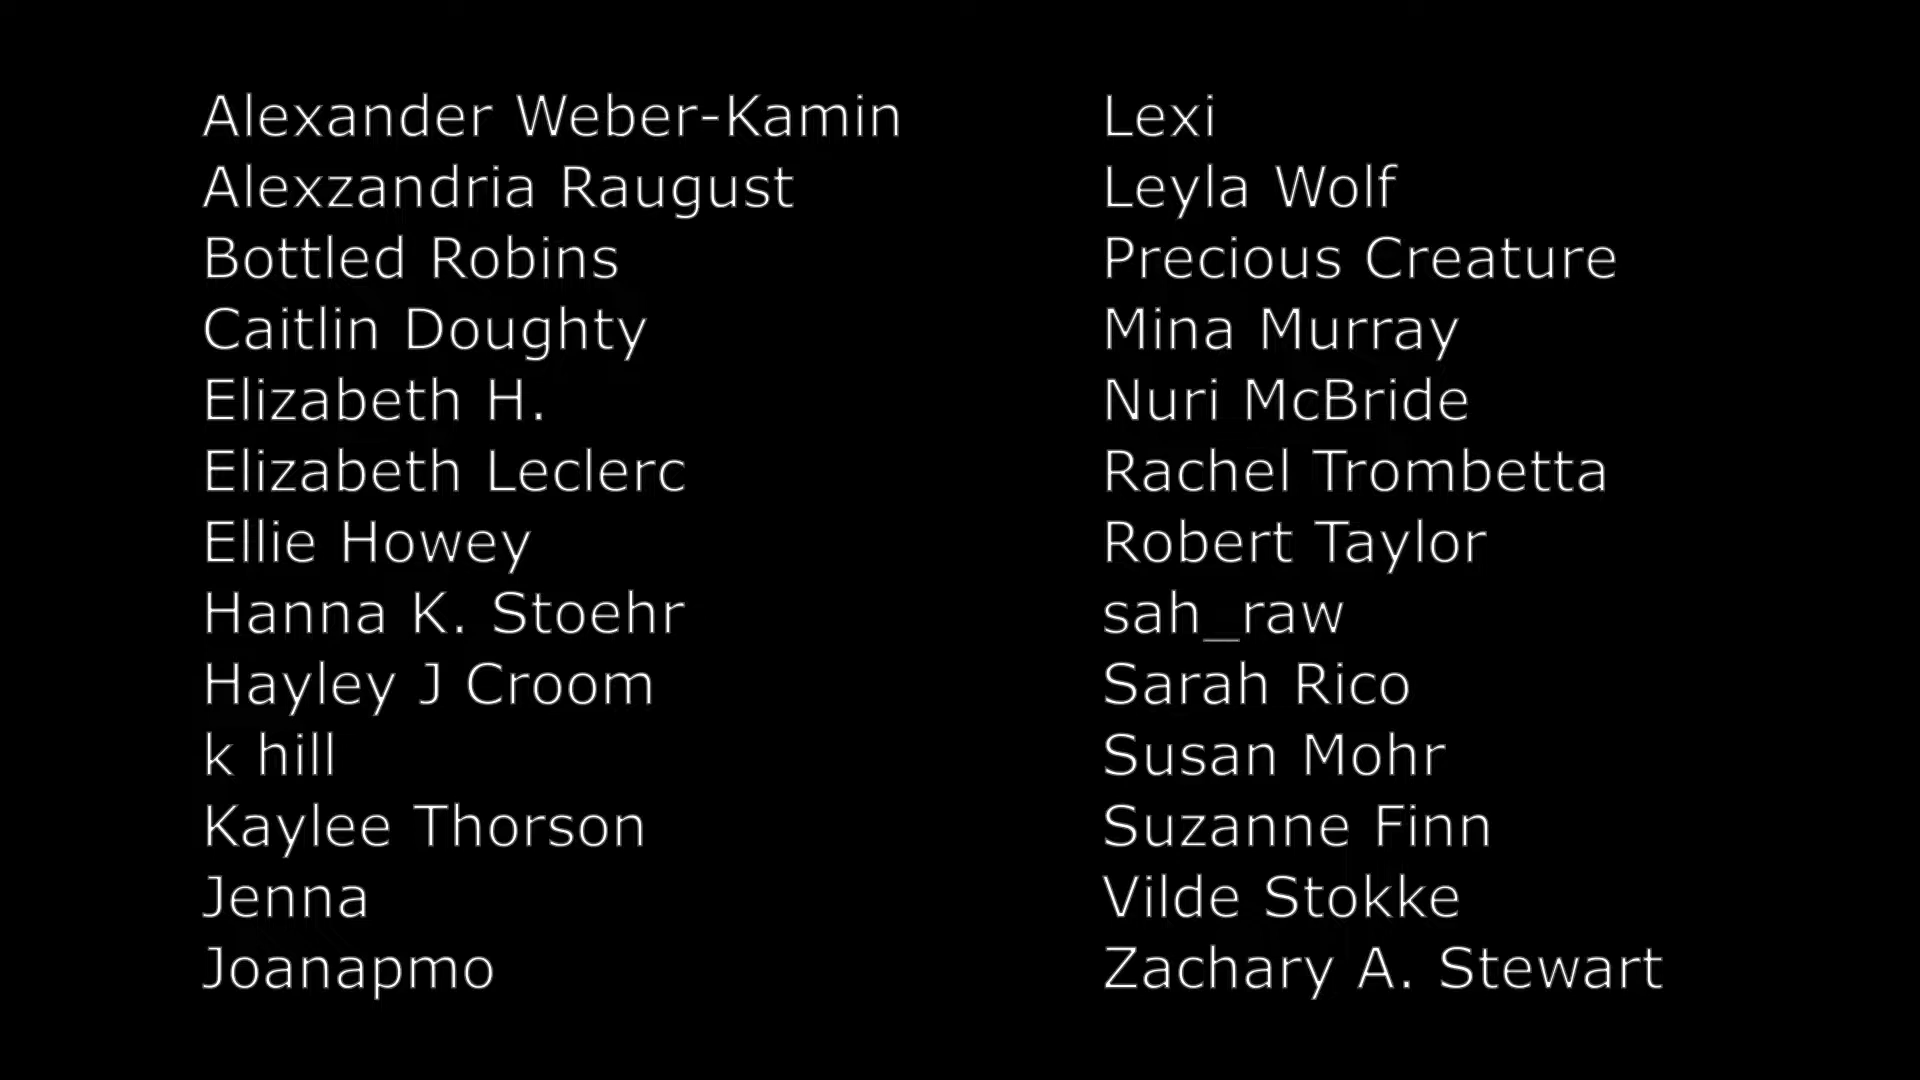 Alexander Weber-Kamin
Alexzandria Raugust
Bottled Robins
Caitlin Doughty
Elizabeth H.
Elizabeth Leclerc
Ellie Howey
Hanna K. Stoehr
Hayley J Croom
k hill
Kaylee Thorson
Jenna
Joanapmo
Lexi
Leyla Wolf
Precious Creature
Mina Murray
Nuri McBride
Rachel Trombetta
Robert Taylor
sah_raw
Sarah Rico
Susan Mohr
Suzanne Finn
Vilde Stokke
Zachary A. Stewart